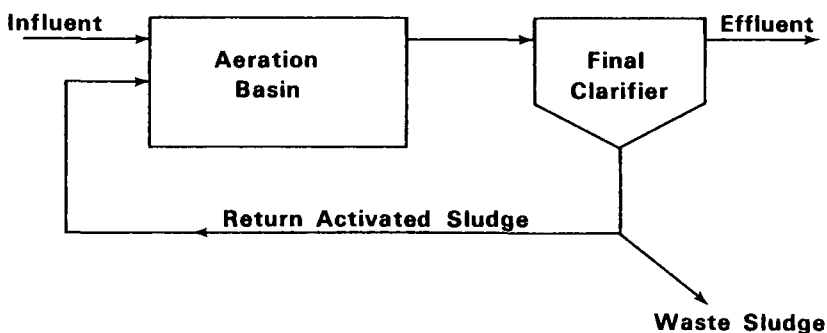 Influent
Aeration
Basin
Final
Clarifier
Effluent
Return Activated Sludge
Waste Sludge